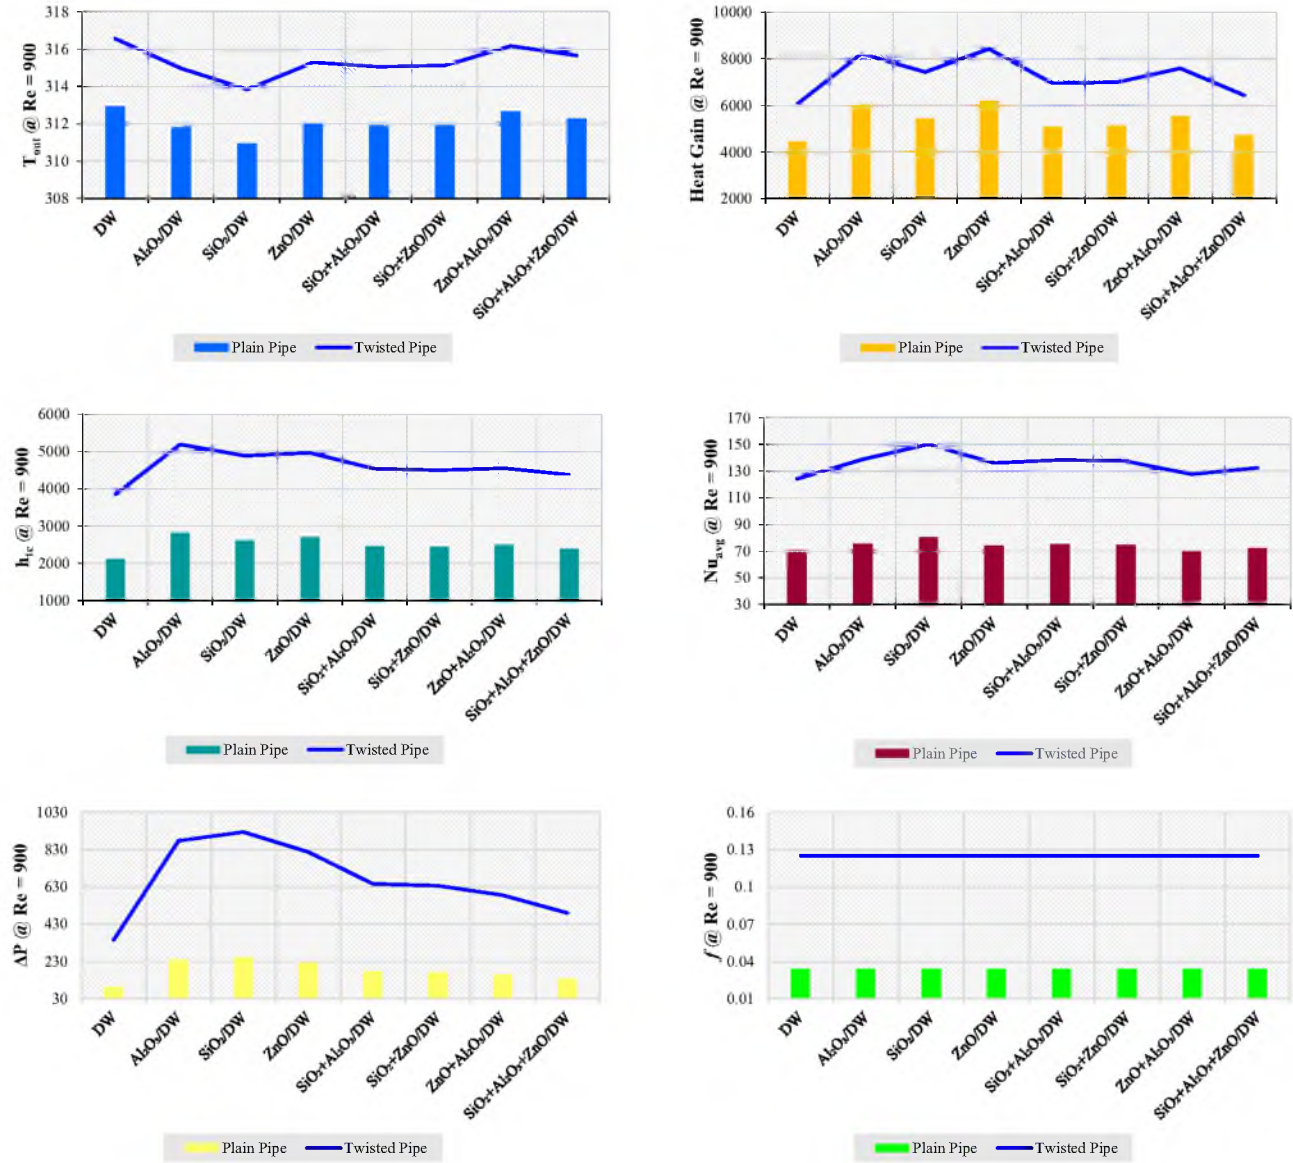 T_out @ Re = 900
318
316
314
312
310
308
DW
Al₂O₃/DW
SiO₂/DW
ZnO/DW
SiO₂+Al₂O₃/DW
SiO₂+ZnO/DW
ZnO+Al₂O₃/DW
SiO₂+Al₂O₃+ZnO/DW
Plain Pipe Twisted Pipe
Heat Gain @ Re = 900
10000
8000
6000
4000
2000
DW
Al₂O₃/DW
SiO₂/DW
ZnO/DW
SiO₂+Al₂O₃/DW
SiO₂+ZnO/DW
ZnO+Al₂O₃/DW
SiO₂+Al₂O₃+ZnO/DW
Plain Pipe Twisted Pipe
h_tc @ Re = 900
6000
5000
4000
3000
2000
1000
DW
Al₂O₃/DW
SiO₂/DW
ZnO/DW
SiO₂+Al₂O₃/DW
SiO₂+ZnO/DW
ZnO+Al₂O₃/DW
SiO₂+Al₂O₃+ZnO/DW
Plain Pipe Twisted Pipe
Nu_avg @ Re = 900
170
150
130
110
90
70
30
DW
Al₂O₃/DW
SiO₂/DW
ZnO/DW
SiO₂+Al₂O₃/DW
SiO₂+ZnO/DW
ZnO+Al₂O₃/DW
SiO₂+Al₂O₃+ZnO/DW
Plain Pipe Twisted Pipe
ΔP @ Re = 900
1030
830
630
430
230
30
DW
Al₂O₃/DW
SiO₂/DW
ZnO/DW
SiO₂+Al₂O₃/DW
SiO₂+ZnO/DW
ZnO+Al₂O₃/DW
SiO₂+Al₂O₃+ZnO/DW
Plain Pipe Twisted Pipe
f @ Re = 900
0.16
0.13
0.1
0.07
0.04
0.01
DW
Al₂O₃/DW
SiO₂/DW
ZnO/DW
SiO₂+Al₂O₃/DW
SiO₂+ZnO/DW
ZnO+Al₂O₃/DW
SiO₂+Al₂O₃+ZnO/DW
Plain Pipe Twisted Pipe